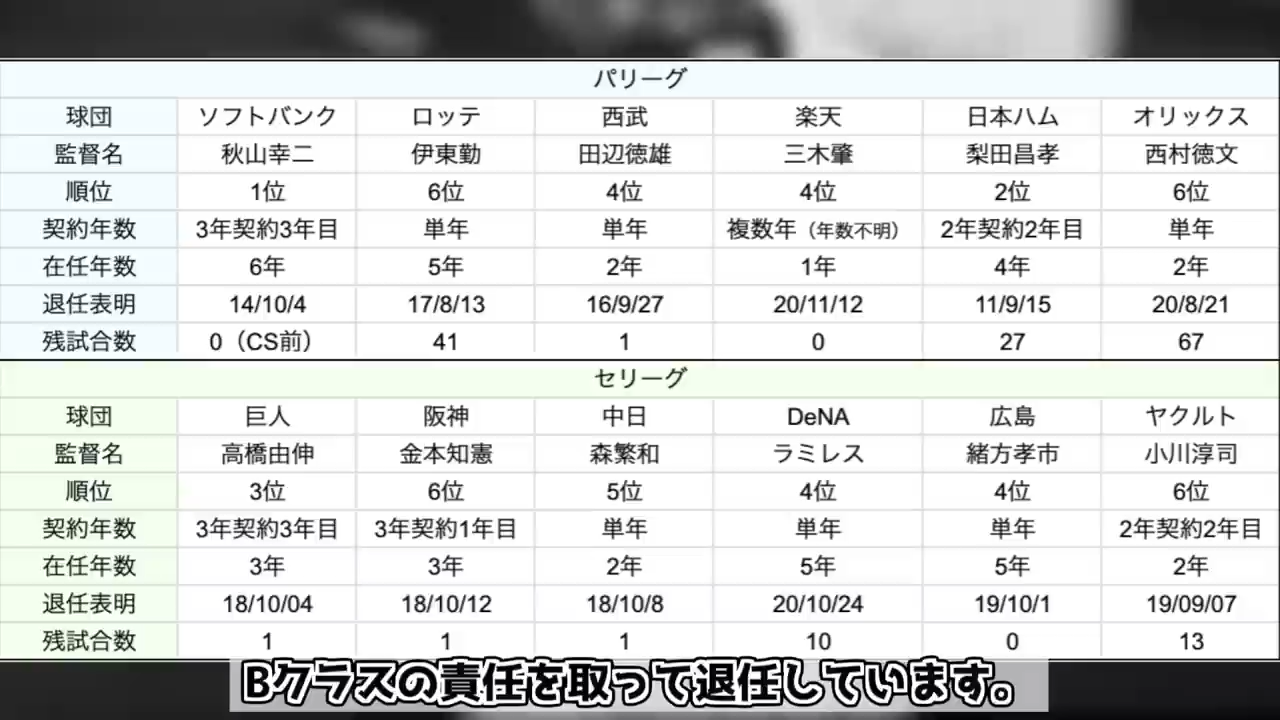 パリーグ
球団 ソフトバンク ロッテ 西武 楽天 日本ハム オリックス
監督名 秋山幸二 伊東勤 田辺徳雄 三木肇 梨田昌孝 西村徳文
順位 1位 6位 4位 4位 2位 6位
契約年数 3年契約3年目 単年 単年 複数年（年数不明） 2年契約2年目 単年
在任年数 6年 5年 2年 1年 4年 2年
退任表明 14/10/4 17/8/13 16/9/27 20/11/12 11/9/15 20/8/21
残試合数 0（CS前） 41 1 0 27 67
セリーグ
球団 巨人 阪神 中日 DeNA 広島 ヤクルト
監督名 高橋由伸 金本知憲 森繁和 ラミレス 緒方孝市 小川淳司
順位 3位 6位 5位 4位 4位 6位
契約年数 3年契約3年目 3年契約1年目 単年 単年 単年 2年契約2年目
在任年数 3年 3年 2年 5年 5年 2年
退任表明 18/10/04 18/10/12 18/10/8 20/10/24 19/10/1 19/09/07
残試合数 1 1 1 10 0 13
Bクラスの責任を取って退任しています。